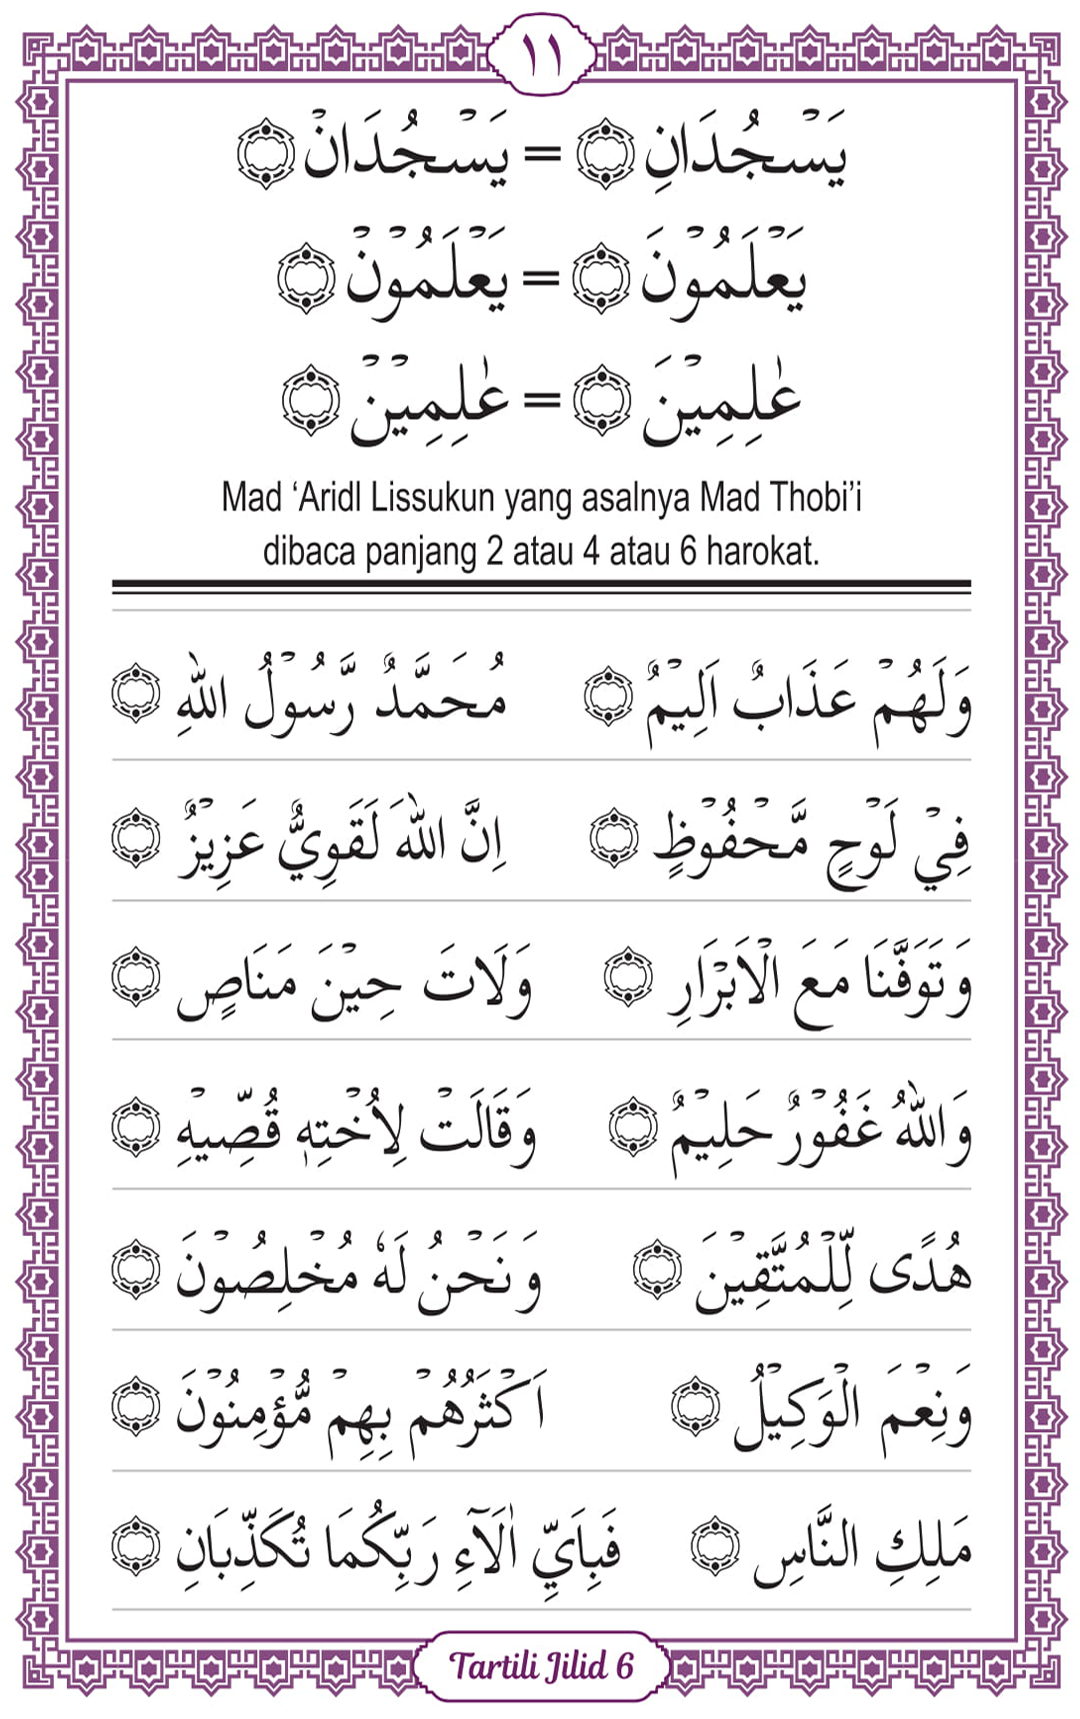 ١١
يَسْجُدَانِ ۝ = يَسْجُدَانْ ۝
يَعْلَمُوْنَ ۝ = يَعْلَمُوْنْ ۝
عٰلِمِيْنَ ۝ = عٰلِمِيْنْ ۝
Mad ‘Aridl Lissukun yang asalnya Mad Thobi’i
dibaca panjang 2 atau 4 atau 6 harokat.
وَلَهُمْ عَذَابٌ اَلِيْمٌ ۝ مُحَمَّدٌ رَّسُوْلُ اللّٰهِ ۝
فِيْ لَوْحٍ مَّحْفُوْظٍ ۝ اِنَّ اللّٰهَ لَقَوِيٌّ عَزِيْزٌ ۝
وَتَوَفَّنَا مَعَ الْاَبْرَارِ ۝ وَلَاتَ حِيْنَ مَنَاصٍ ۝
وَاللّٰهُ غَفُوْرٌ حَلِيْمٌ ۝ وَقَالَتْ لِاُخْتِهٖ قُصِّيْهِ ۝
هُدًى لِّلْمُتَّقِيْنَ ۝ وَنَحْنُ لَهٗ مُخْلِصُوْنَ ۝
وَنِعْمَ الْوَكِيْلُ ۝ اَكْثَرُهُمْ بِهِمْ مُّؤْمِنُوْنَ ۝
مَلِكِ النَّاسِ ۝ فَبِاَيِّ اٰلَآءِ رَبِّكُمَا تُكَذِّبَانِ ۝
Tartili Jilid 6